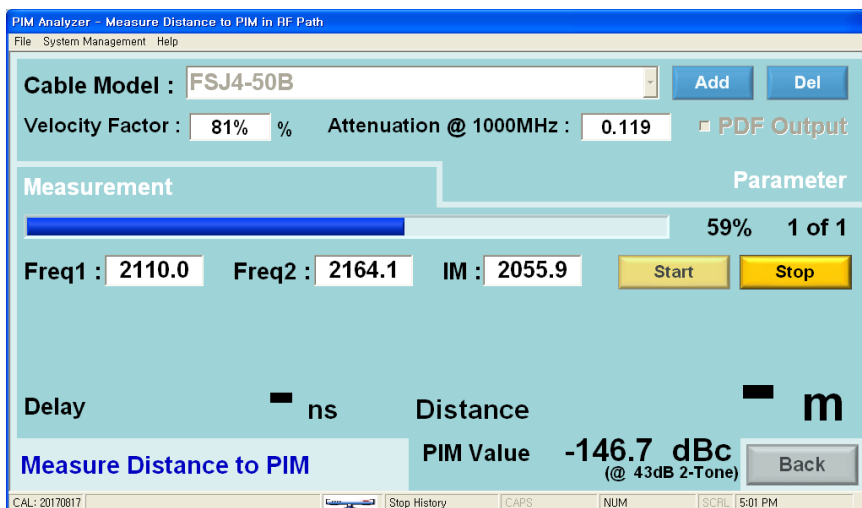 PIM Analyzer - Measure Distance to PIM in RF Path
File System Management Help
Cable Model : FSJ4-50B Add Del
Velocity Factor : 81% % Attenuation @ 1000MHz : 0.119 PDF Output
Measurement Parameter
59% 1 of 1
Freq1 : 2110.0 Freq2 : 2164.1 IM : 2055.9 Start Stop
Delay - ns Distance - m
Measure Distance to PIM PIM Value -146.7 dBc Back
(@ 43dB 2-Tone)
CAL: 20170817 Stop History CAPS NUM SCRL 5:01 PM